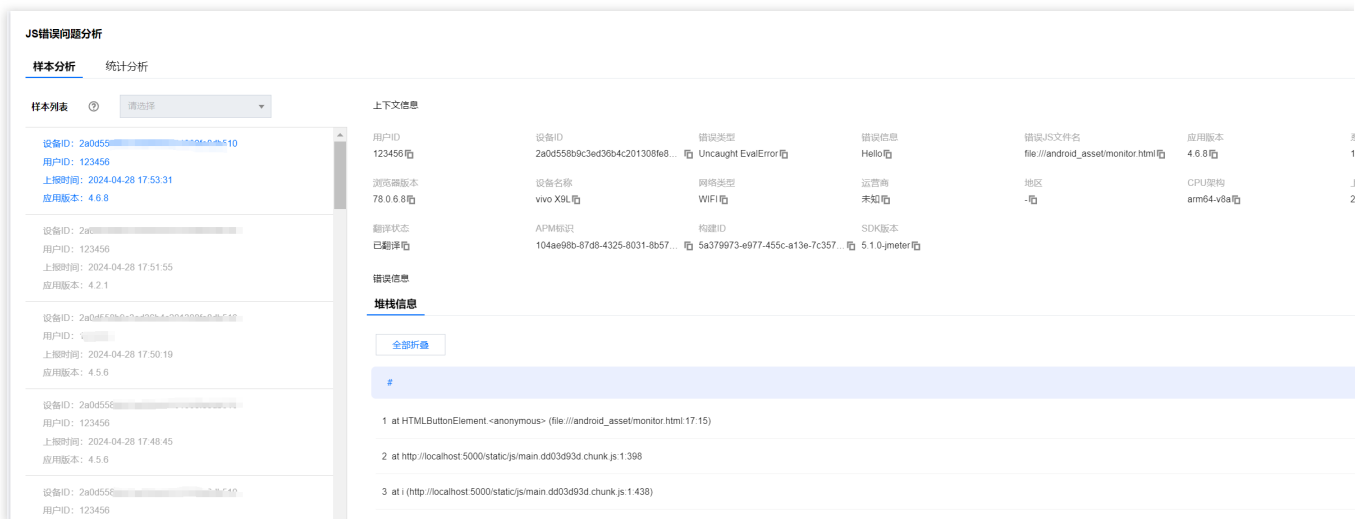 JS错误问题分析
样本分析 统计分析
样本列表 ? 请选择
设备ID：2a0d55 510
用户ID：123456
上报时间：2024-04-28 17:53:31
应用版本：4.6.8
设备ID：2a
用户ID：123456
上报时间：2024-04-28 17:51:55
应用版本：4.2.1
设备ID：2a0d
用户ID：
上报时间：2024-04-28 17:50:19
应用版本：4.5.6
设备ID：2a0d558
用户ID：123456
上报时间：2024-04-28 17:48:45
应用版本：4.5.6
设备ID：2a0d558
用户ID：123456
上下文信息
用户ID 设备ID 错误类型 错误信息 错误JS文件名 应用版本
123456 2a0d558b9c3ed36b4c201308fe8... Uncaught EvalError Hello file:///android_asset/monitor.html 4.6.8 1
浏览器版本 设备名称 网络类型 运营商 地区 CPU架构
78.0.6.8 vivo X9L WIFI 未知 - arm64-v8a 2
翻译状态 APM标识 构建ID SDK版本
已翻译 104ae98b-87d8-4325-8031-8b57... 5a379973-e977-455c-a13e-7c357... 5.1.0-jmeter
错误信息
堆栈信息
全部折叠
#
1 at HTMLButtonElement.<anonymous> (file:///android_asset/monitor.html:17:15)
2 at http://localhost:5000/static/js/main.dd03d93d.chunk.js:1:398
3 at i (http://localhost:5000/static/js/main.dd03d93d.chunk.js:1:438)